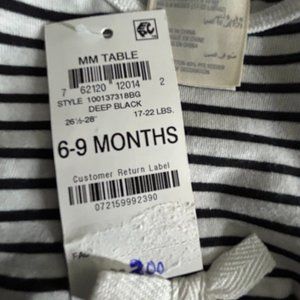 MM TABLE
7 62120 12014 2
STYLE 100137318BG
DEEP BLACK
26½-28" 17-22 LBS.
6-9 MONTHS
Customer Return Label
072159992390
200